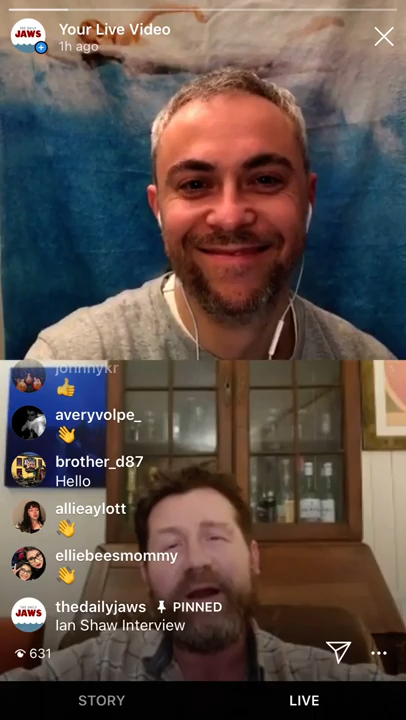 THE DAILY
JAWS
Your Live Video
1h ago
johnnykr
averyvolpe_
brother_d87
Hello
allieaylott
elliebeesmommy
THE DAILY
JAWS
thedailyjaws PINNED
Ian Shaw Interview
631
STORY LIVE